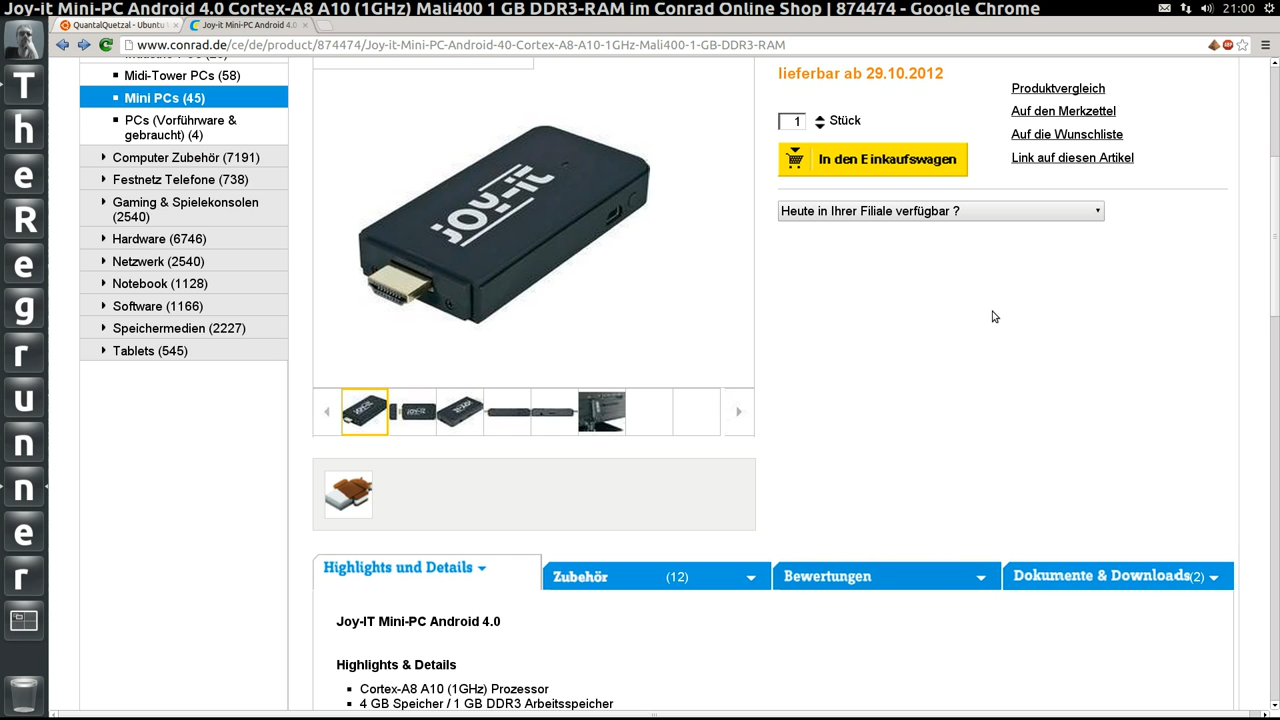 Joy-it Mini-PC Android 4.0 Cortex-A8 A10 (1GHz) Mali400 1 GB DDR3-RAM im Conrad Online Shop | 874474 - Google Chrome
21:00
QuantalQuetzal - Ubuntu
Joy-it Mini-PC Android 4.0
www.conrad.de/ce/de/product/874474/Joy-it-Mini-PC-Android-40-Cortex-A8-A10-1GHz-Mali400-1-GB-DDR3-RAM
T
h
e
R
e
g
r
u
n
n
e
r
Midi-Tower PCs (58)
Mini PCs (45)
PCs (Vorführware &
gebraucht) (4)
Computer Zubehör (7191)
Festnetz Telefone (738)
Gaming & Spielekonsolen
(2540)
Hardware (6746)
Netzwerk (2540)
Notebook (1128)
Software (1166)
Speichermedien (2227)
Tablets (545)
joy-it
lieferbar ab 29.10.2012
1 Stück
In den Einkaufswagen
Produktvergleich
Auf den Merkzettel
Auf die Wunschliste
Link auf diesen Artikel
Heute in Ihrer Filiale verfügbar ?
Highlights und Details
Zubehör (12)
Bewertungen
Dokumente & Downloads(2)
Joy-IT Mini-PC Android 4.0
Highlights & Details
Cortex-A8 A10 (1GHz) Prozessor
4 GB Speicher / 1 GB DDR3 Arbeitsspeicher